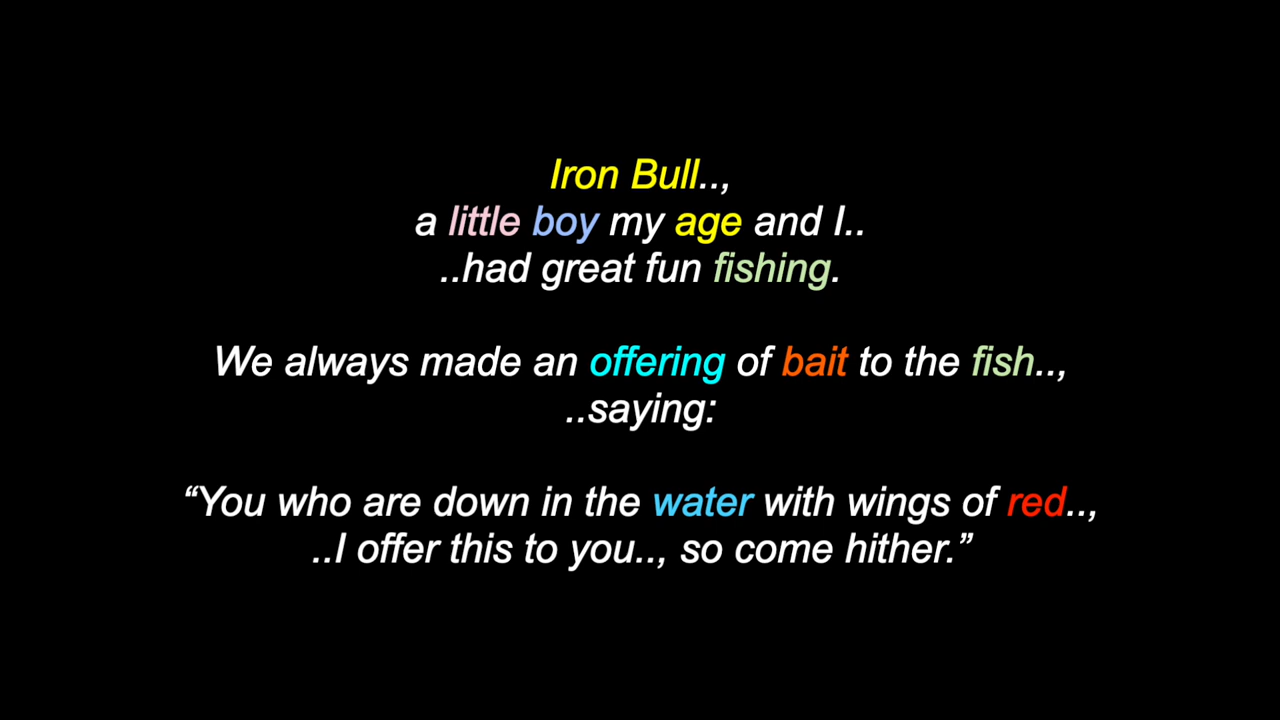 Iron Bull..,
a little boy my age and I..
..had great fun fishing.
We always made an offering of bait to the fish..,
..saying:
“You who are down in the water with wings of red..,
..I offer this to you.., so come hither.”